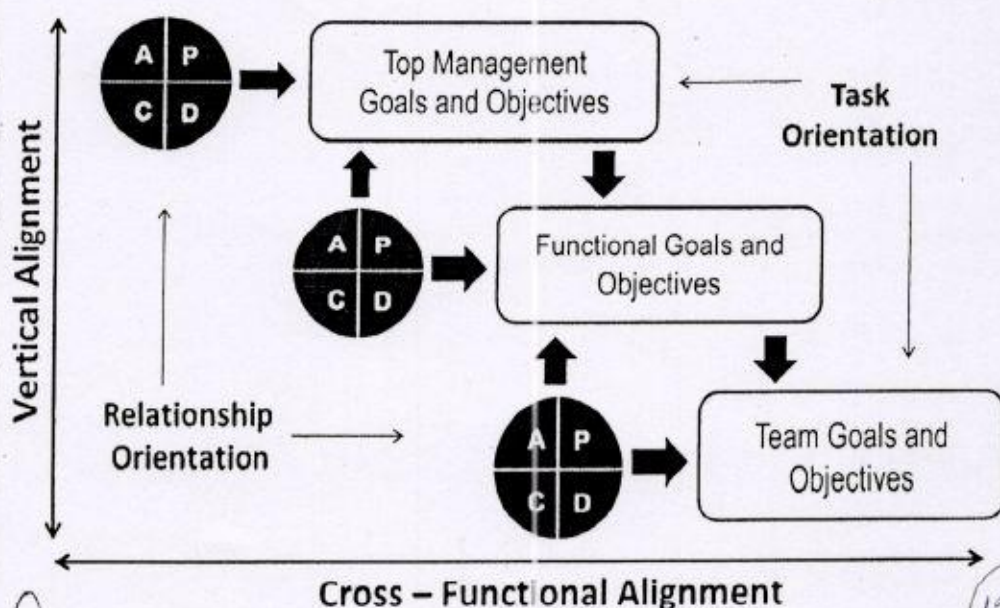 A P
C D
Top Management
Goals and Objectives
Task
Orientation
A P
C D
Functional Goals and
Objectives
Vertical Alignment
Relationship
Orientation
A P
C D
Team Goals and
Objectives
Cross – Functional Alignment